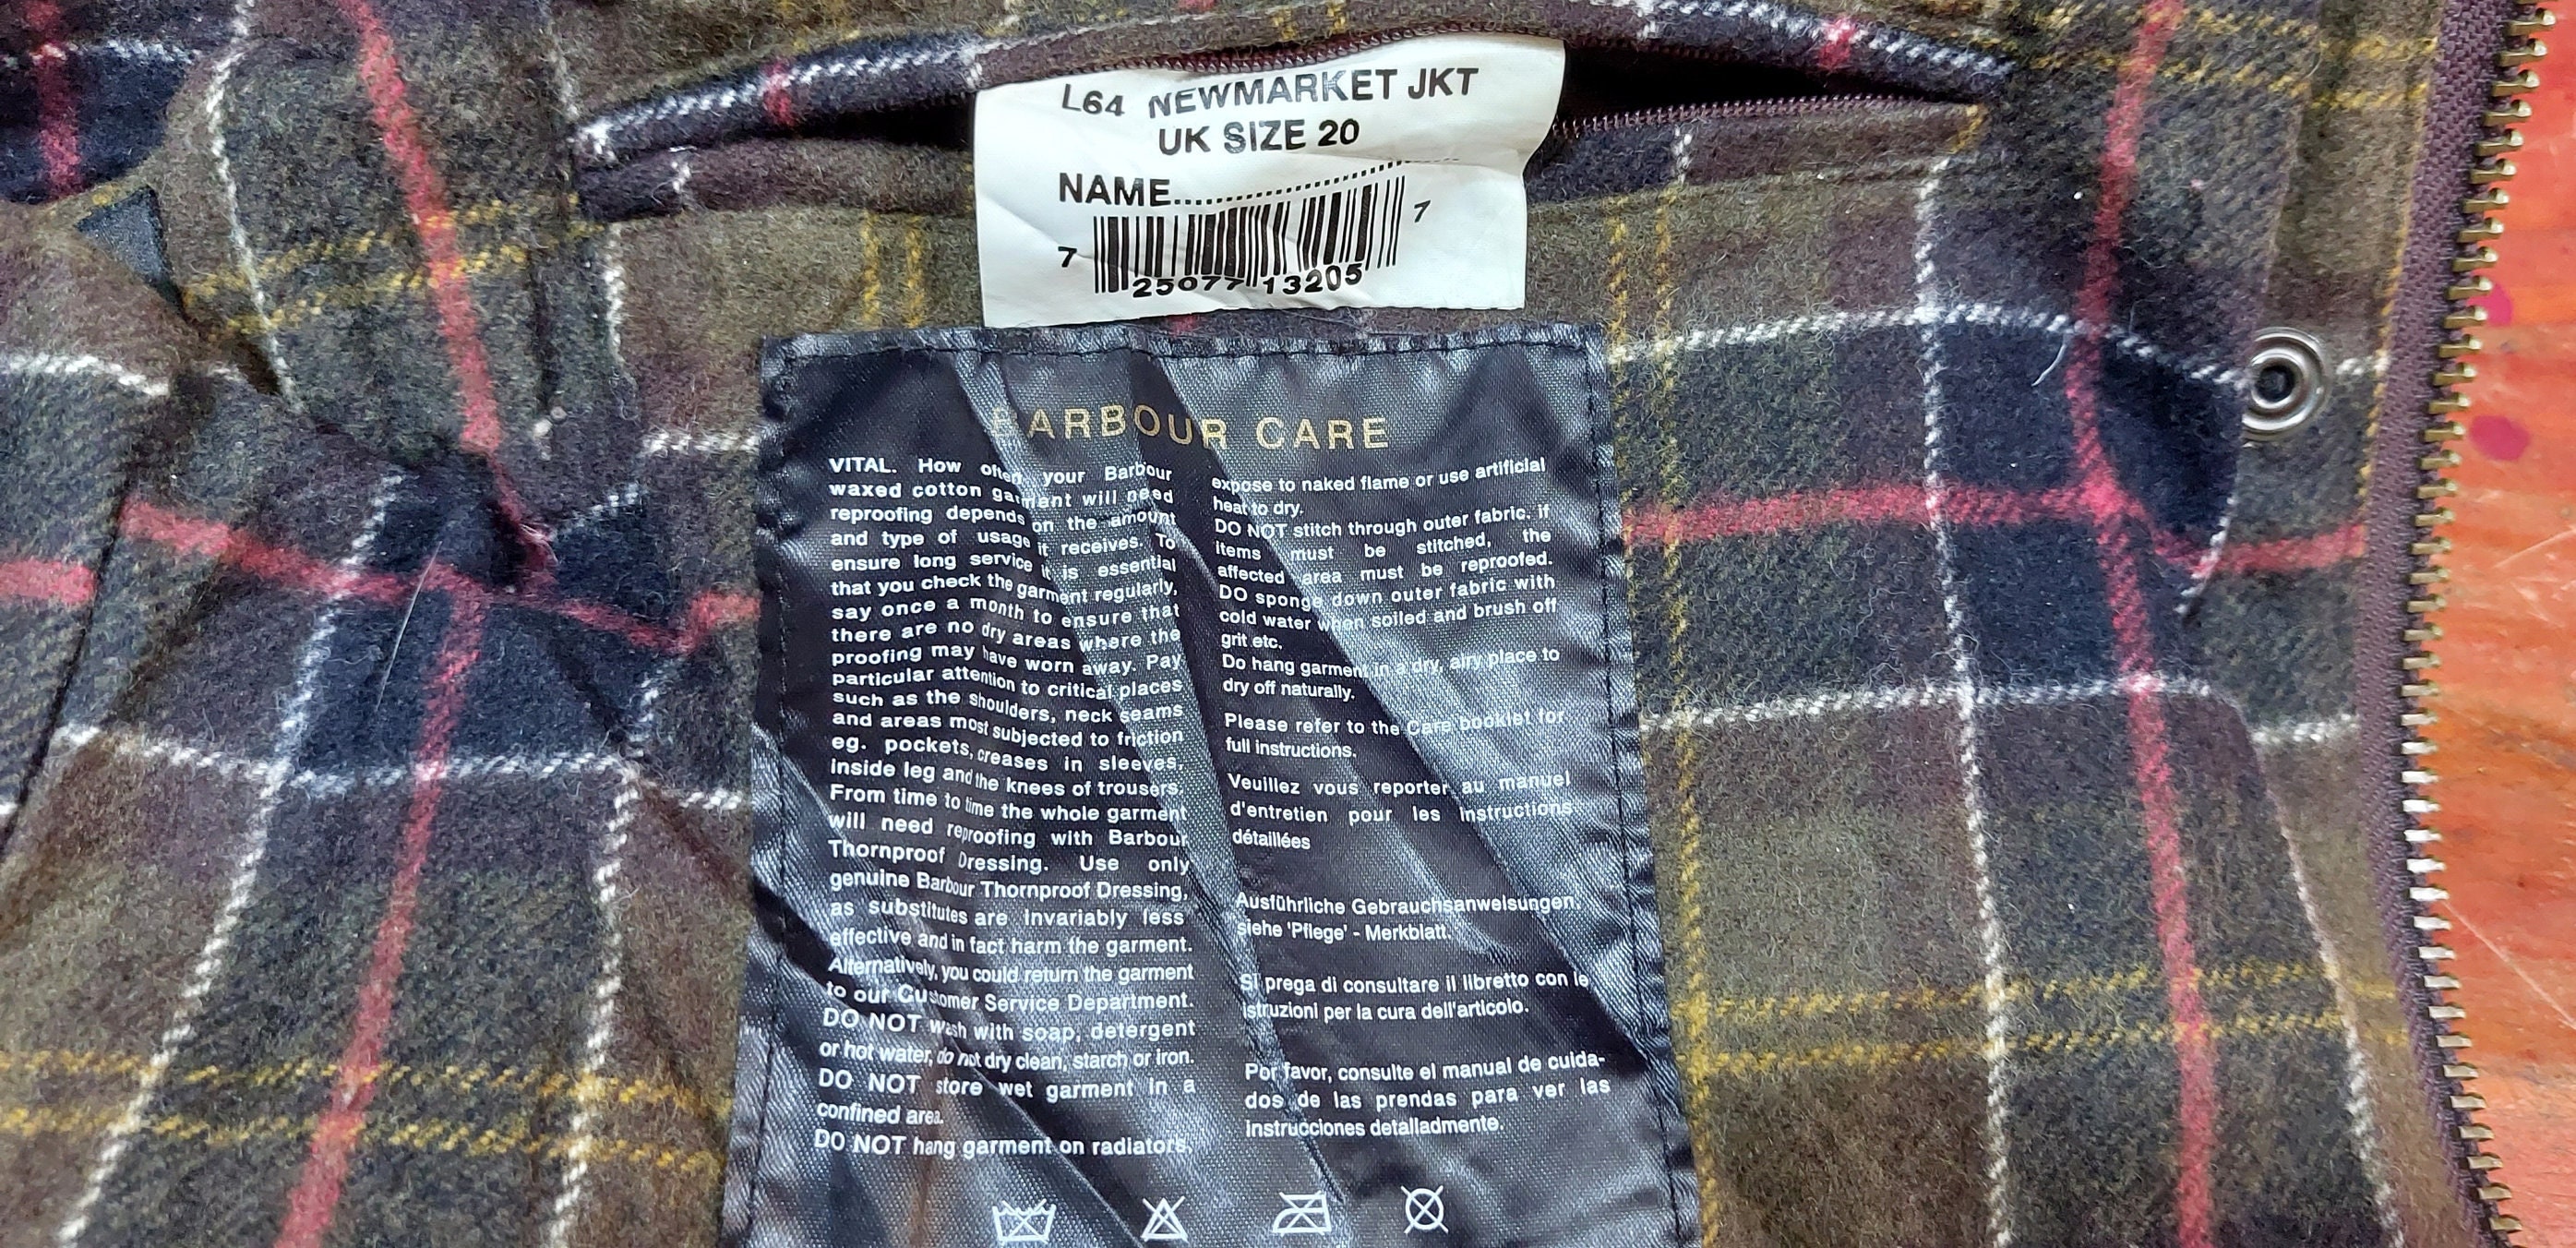 L64 NEWMARKET JKT
UK SIZE 20
NAME..............................
7 25077 13205 7
BARBOUR CARE
VITAL. How often your Barbour
waxed cotton garment will need
reproofing depends on the amount
and type of usage it receives. To
ensure long service it is essential
that you check the garment regularly,
say once a month to ensure that
there are no dry areas where the
proofing may have worn away. Pay
particular attention to critical places
such as the shoulders, neck seams
and areas most subjected to friction
eg. pockets, creases in sleeves,
inside leg and the knees of trousers.
From time to time the whole garment
will need reproofing with Barbour
Thornproof Dressing. Use only
genuine Barbour Thornproof Dressing,
as substitutes are invariably less
effective and in fact harm the garment.
Alternatively, you could return the garment
to our Customer Service Department.
DO NOT wash with soap, detergent
or hot water, do not dry clean, starch or iron.
DO NOT store wet garment in a
confined area.
DO NOT hang garment on radiators,
expose to naked flame or use artificial
heat to dry.
DO NOT stitch through outer fabric. if
items must be stitched, the
affected area must be reproofed.
DO sponge down outer fabric with
cold water when soiled and brush off
grit etc.
Do hang garment in a dry, airy place to
dry off naturally.
Please refer to the Care booklet for
full instructions.
Veuillez vous reporter au manuel
d'entretien pour les instructions
détaillées
Ausführliche Gebrauchsanweisungen,
siehe 'Pflege' - Merkblatt.
Si prega di consultare il libretto con le
istruzioni per la cura dell'articolo.
Por favor, consulte el manual de cuida-
dos de las prendas para ver las
instrucciones detalladmente.